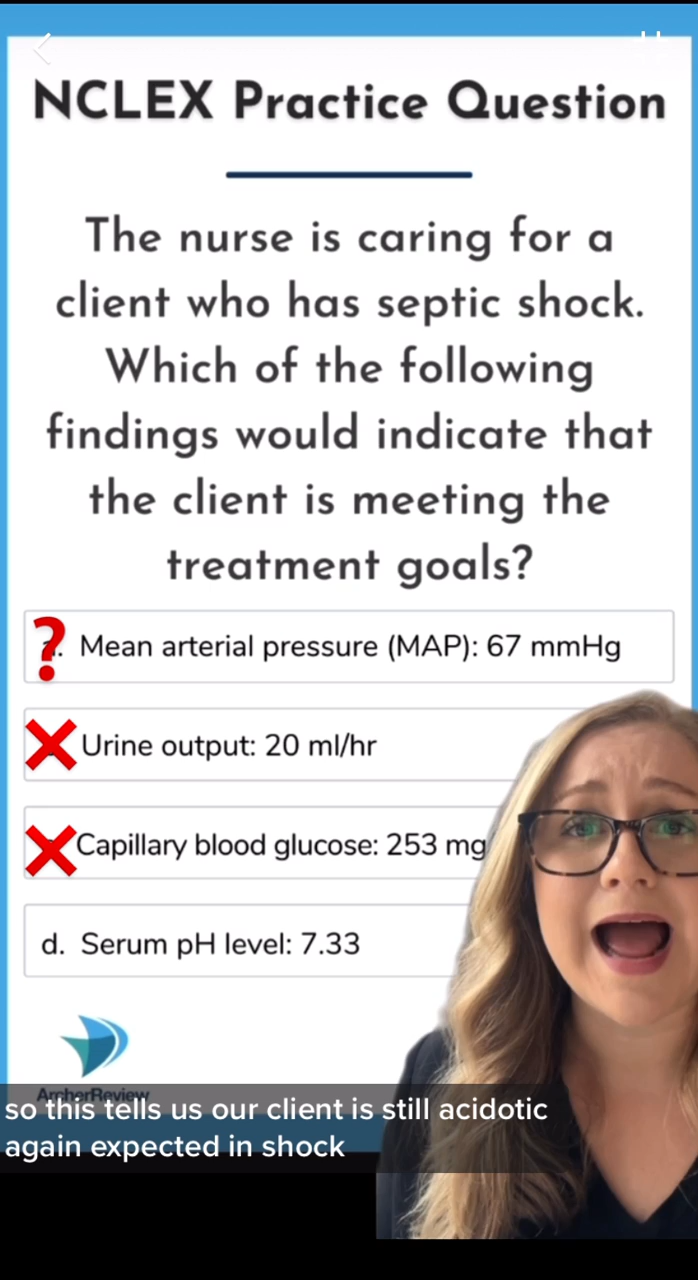 NCLEX Practice Question
The nurse is caring for a
client who has septic shock.
Which of the following
findings would indicate that
the client is meeting the
treatment goals?
Mean arterial pressure (MAP): 67 mmHg
Urine output: 20 ml/hr
Capillary blood glucose: 253 mg
d. Serum pH level: 7.33
ArcherReview
so this tells us our client is still acidotic
again expected in shock